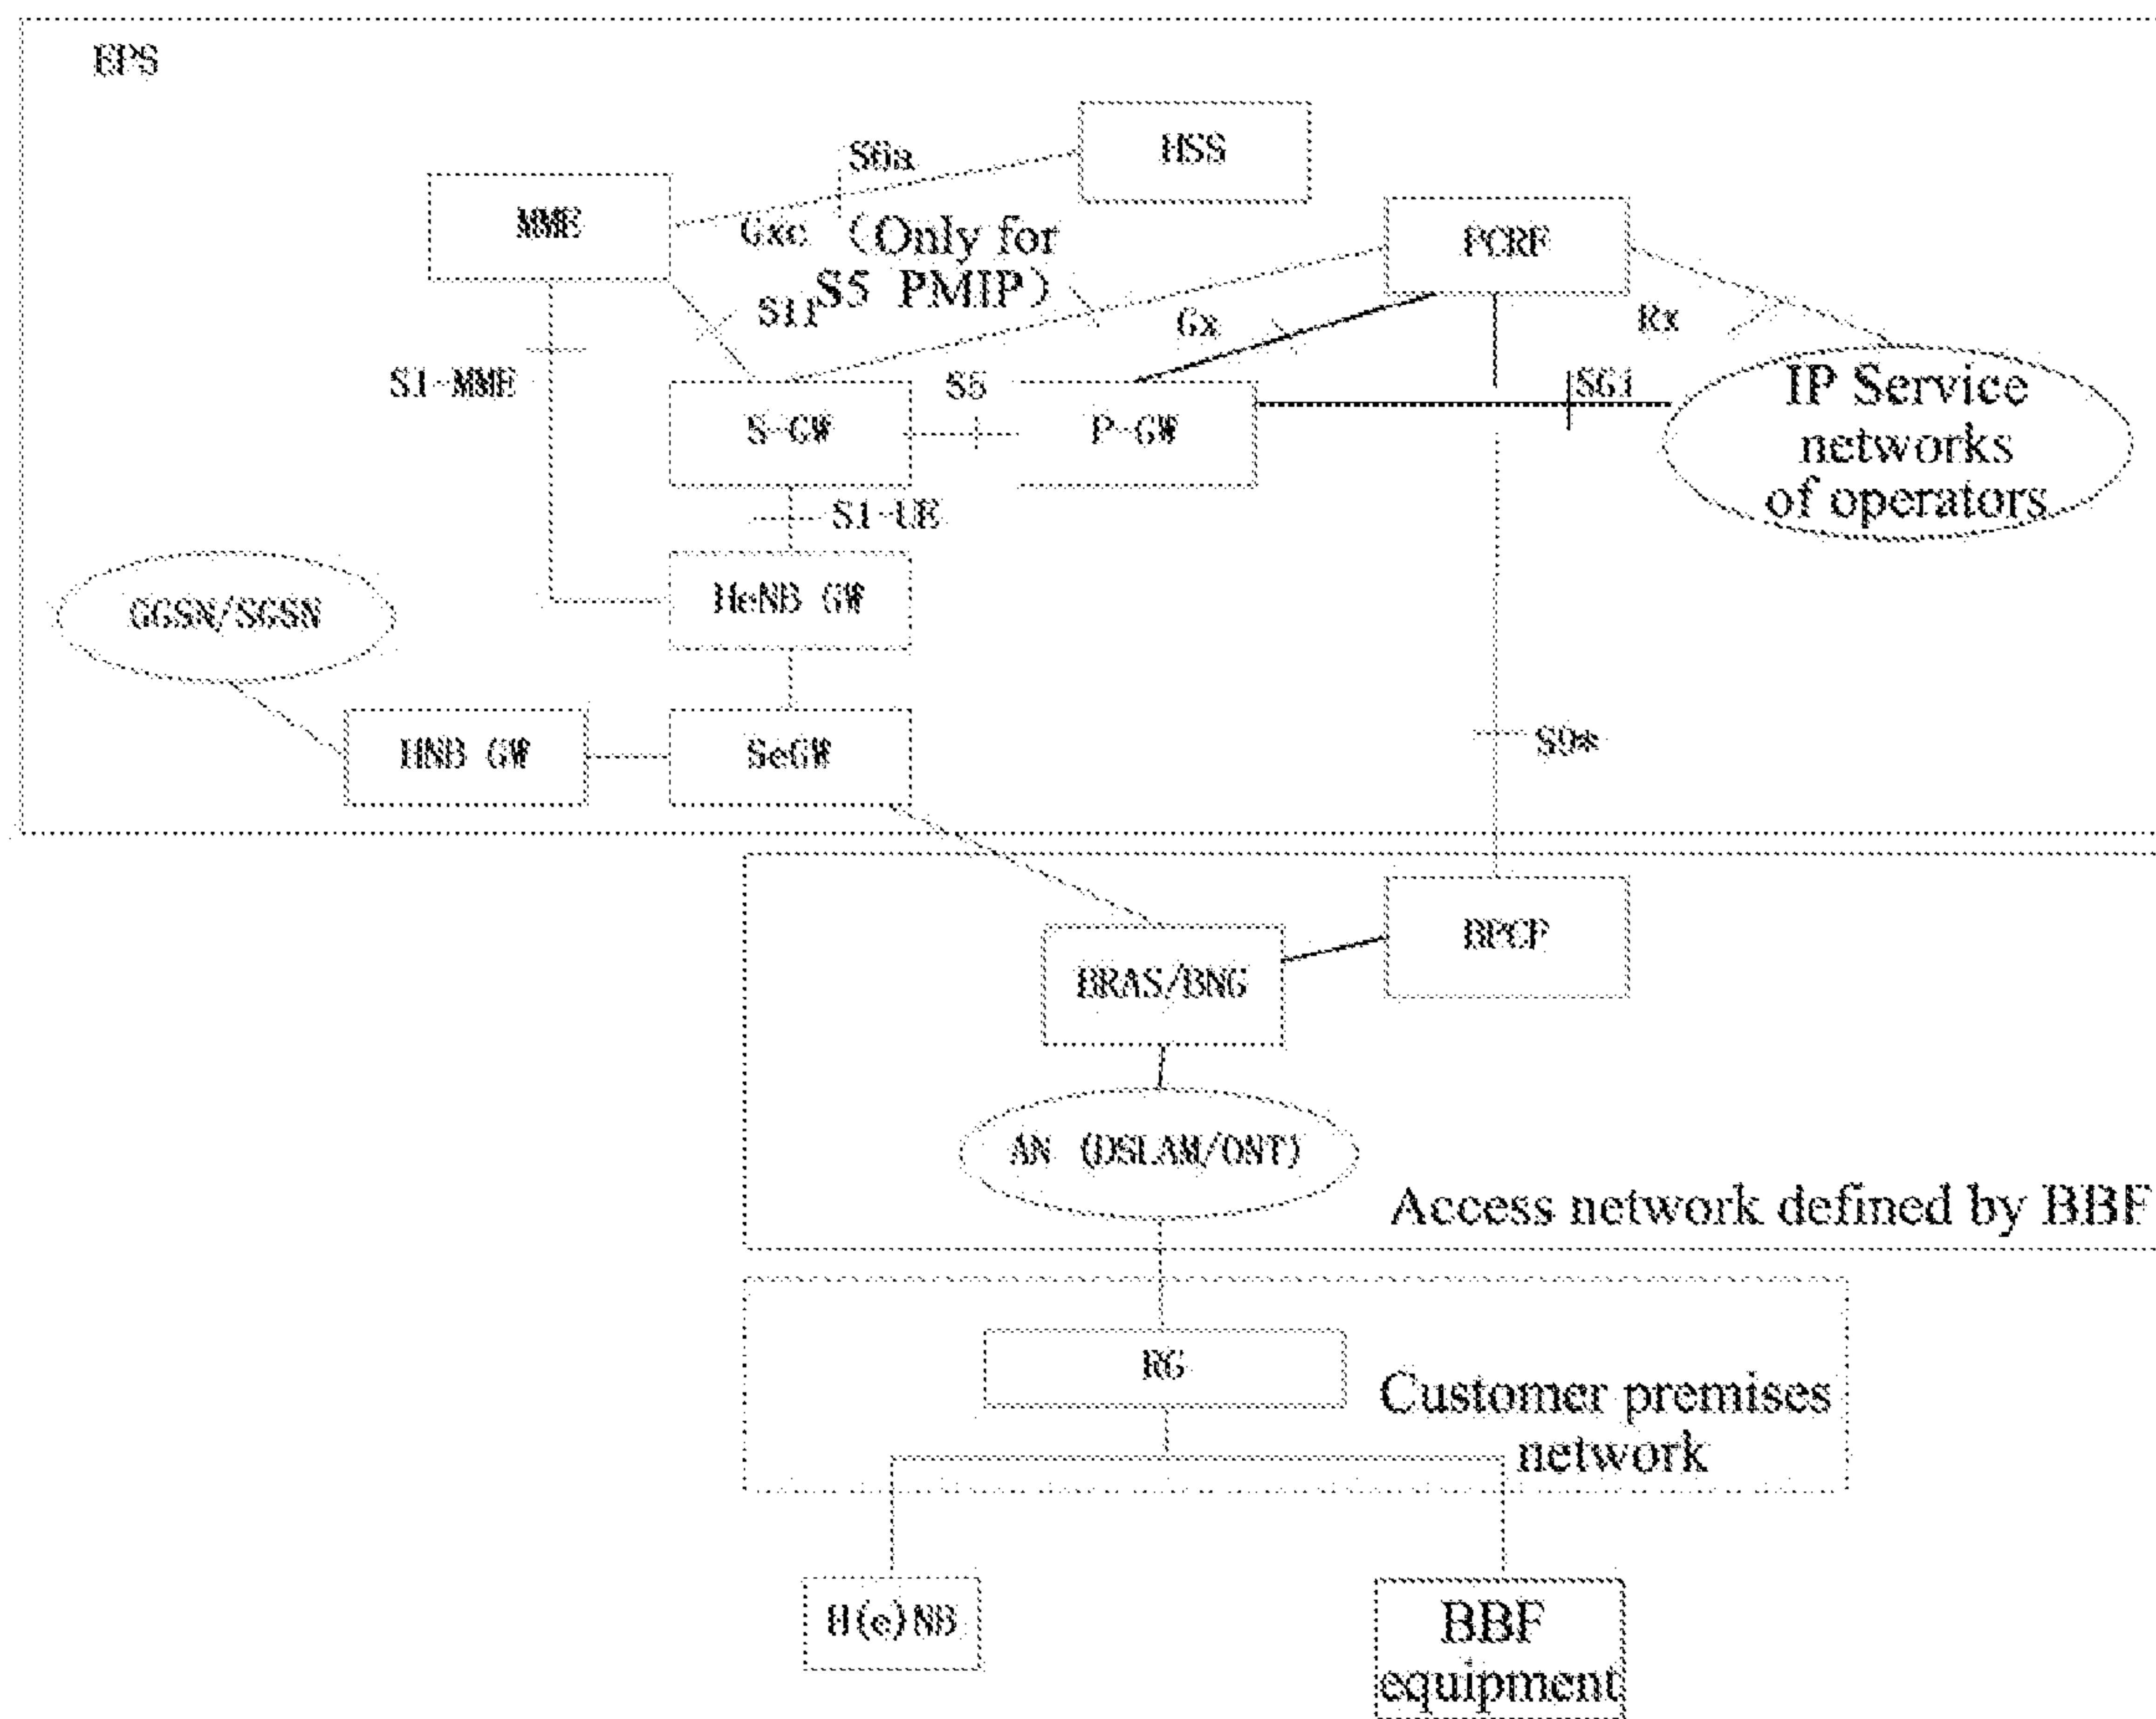 EPS
HSS
S6a
MME
Gxc (Only for
S5 PMIP)
PCRF
S11
Gx
Rx
S1-MME
S5
SGi
IP Service
networks
of operators
S-GW
P-GW
S1-UE
HeNB GW
GGSN/SGSN
HNB GW
SeGW
S9*
BPCF
BRAS/BNG
AN (DSLAM/ONT)
Access network defined by BBF
RG
Customer premises
network
H(e)NB
BBF
equipment